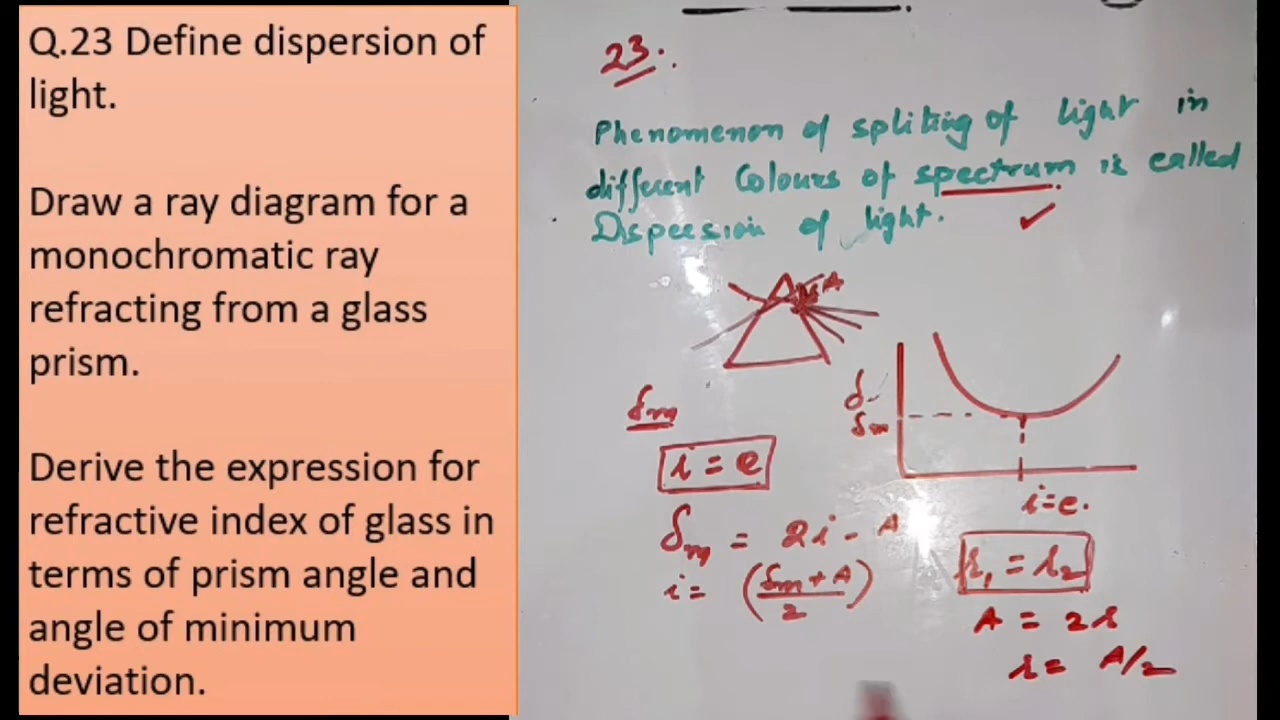 Q.23 Define dispersion of
light.
Draw a ray diagram for a
monochromatic ray
refracting from a glass
prism.
Derive the expression for
refractive index of glass in
terms of prism angle and
angle of minimum
deviation.
23.
Phenomenon of spliting of light in
different Colours of spectrum is called
Dispersion of light.
A
δm
i = e
δm = 2i - A
i = (δm + A / 2)
δ
δm
i=e.
r₁ = r₂
A = 2r
r = A/2